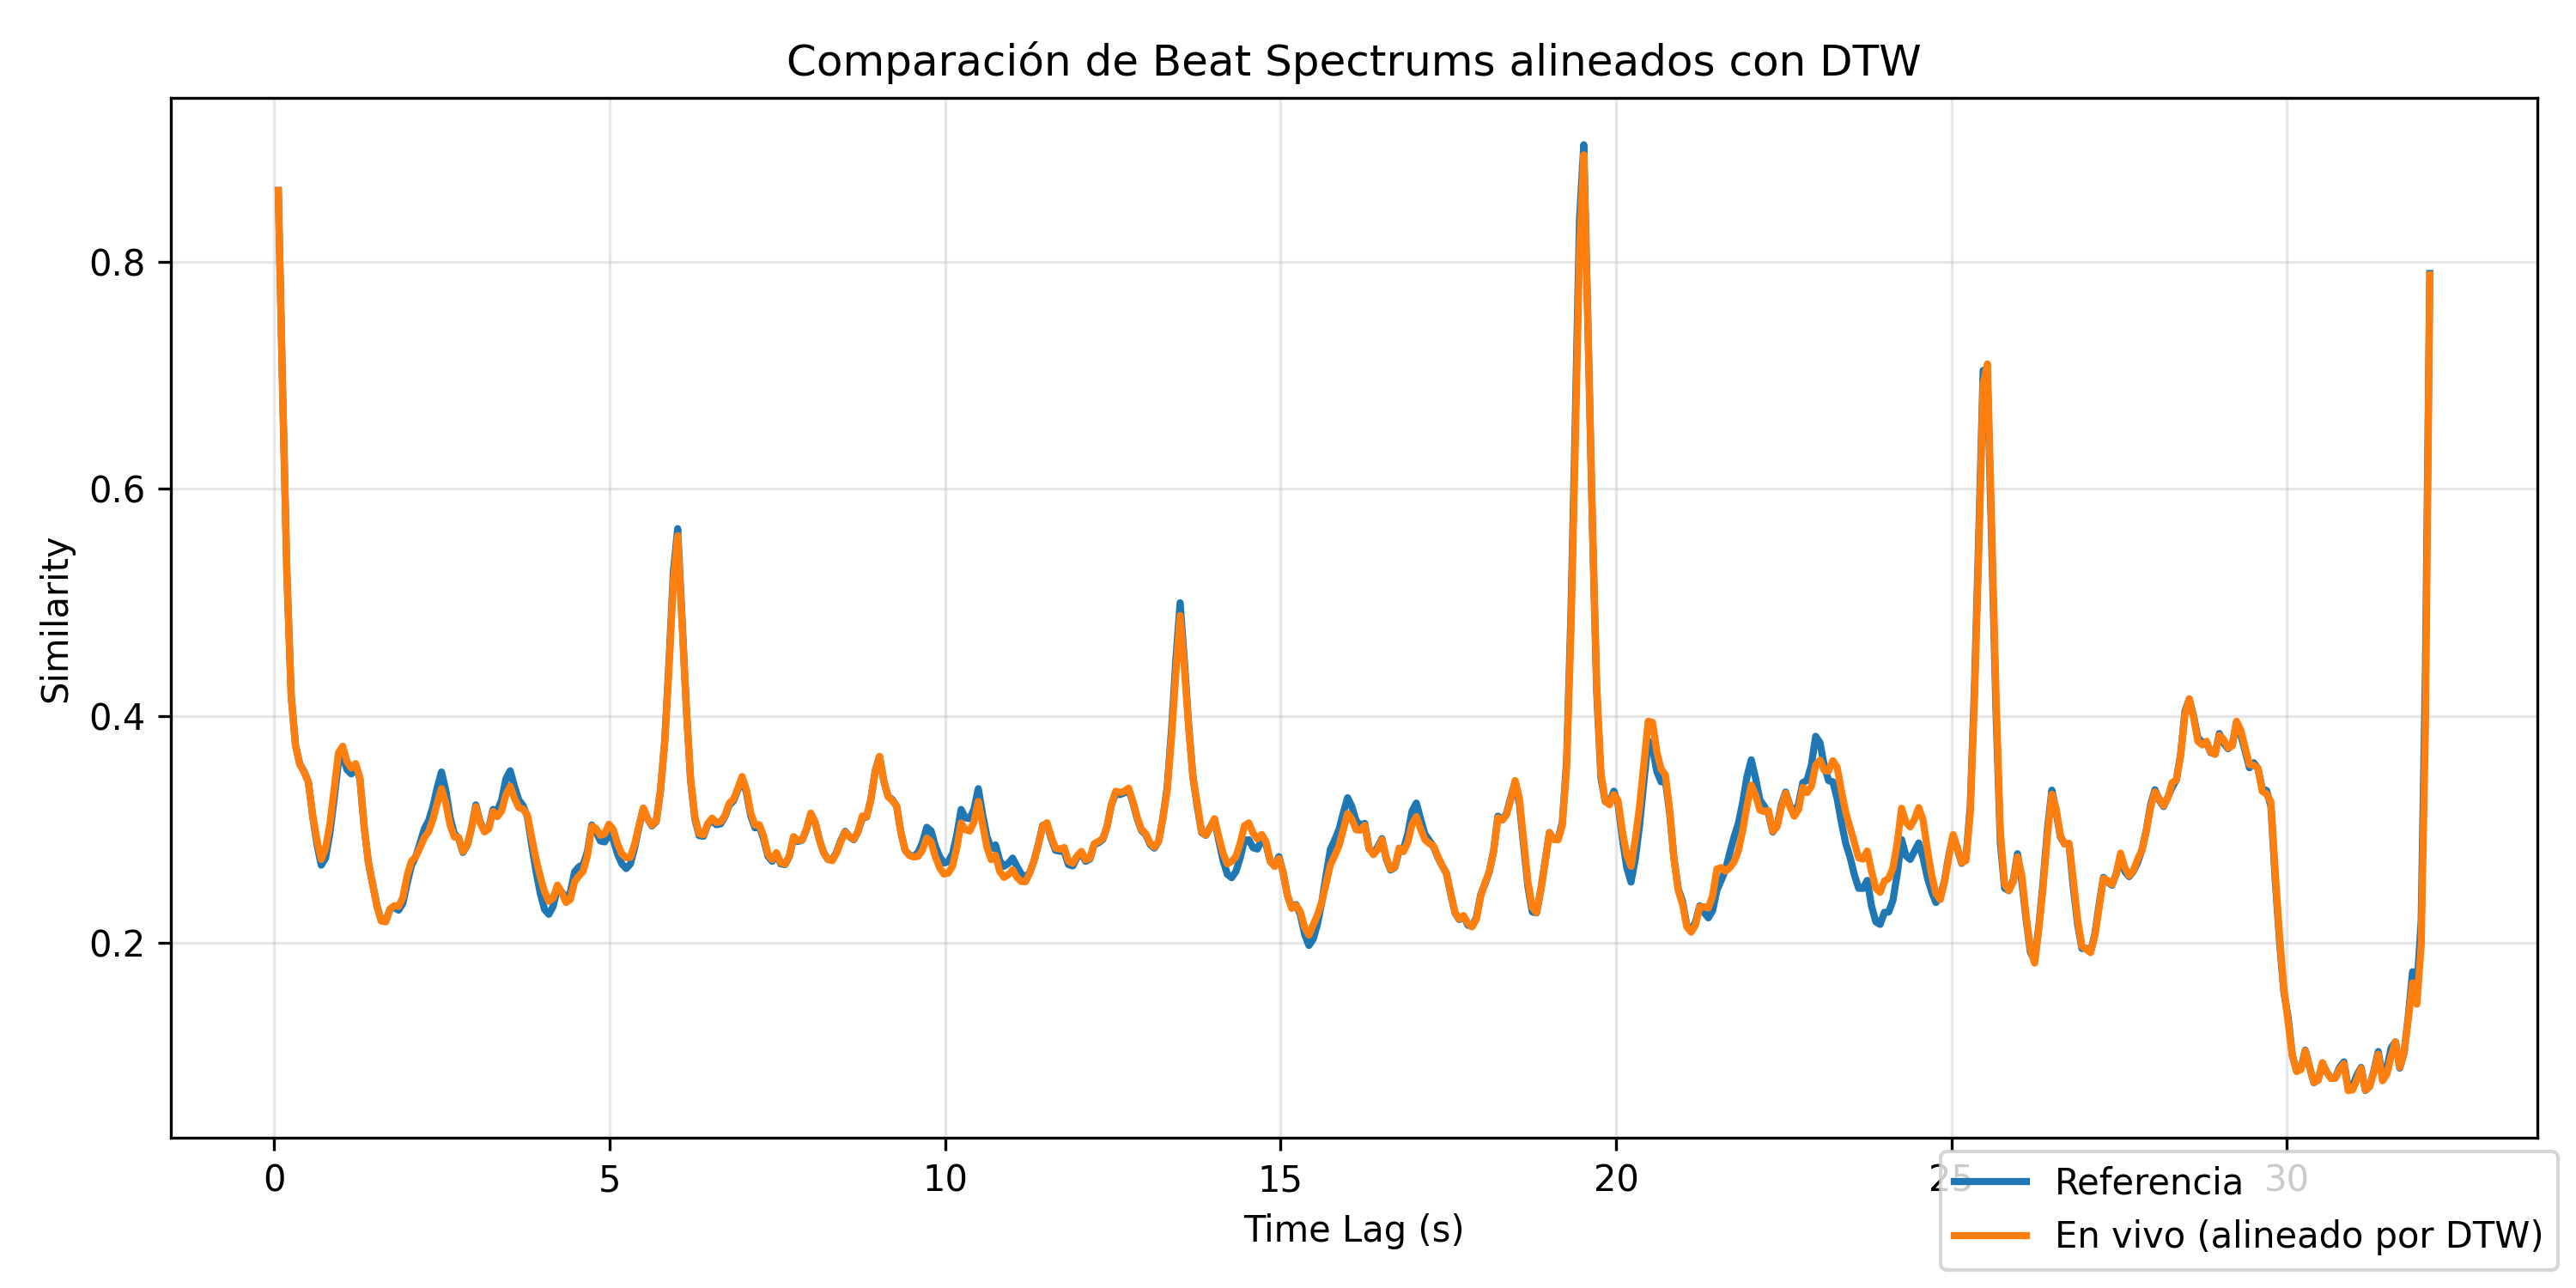 Comparación de Beat Spectrums alineados con DTW
Similarity
0.8
0.6
0.4
0.2
0 5 10 15 20 25 30
Time Lag (s)
Referencia
En vivo (alineado por DTW)